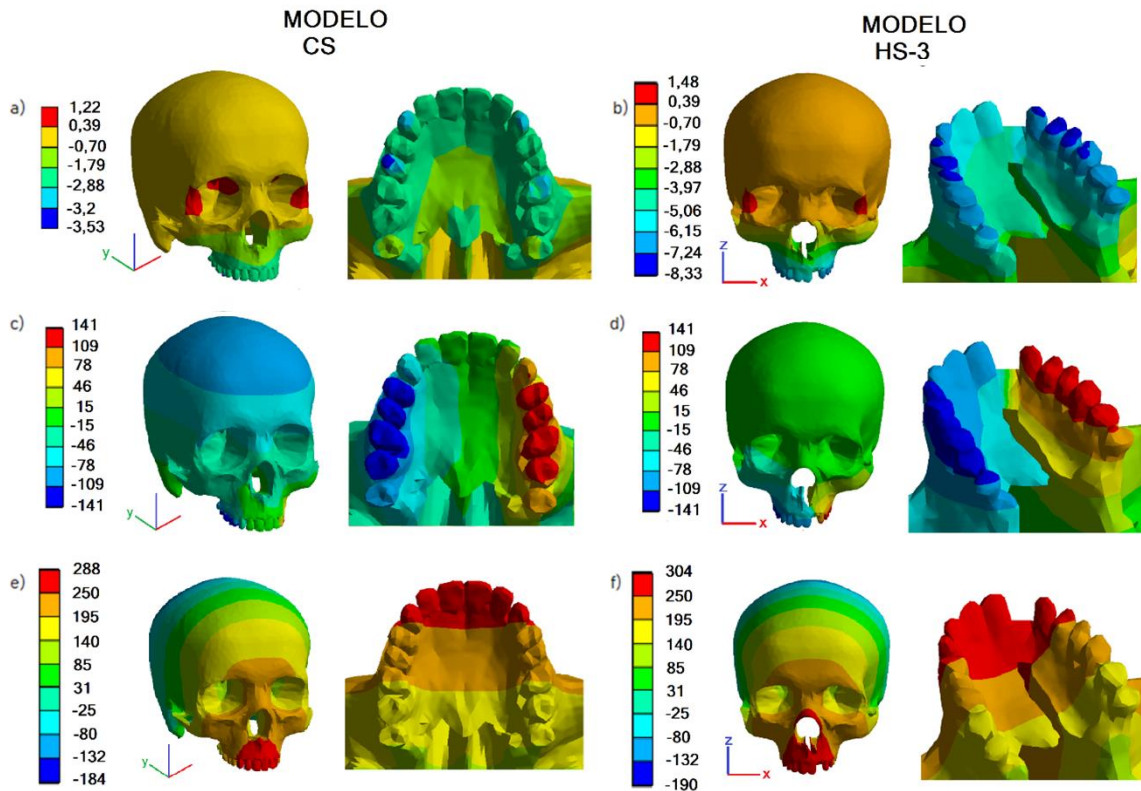 MODELO
CS
MODELO
HS-3
a)
1,22
0,39
-0,70
-1,79
-2,88
-3,2
-3,53
y
b)
1,48
0,39
-0,70
-1,79
-2.88
-3,97
-5,06
-6,15
-7,24
-8,33
z
x
c)
141
109
78
46
15
-46
-78
-109
-141
y
d)
141
109
78
46
15
-15
-46
-78
-109
-141
z
x
e)
288
250
195
140
85
31
-25
-80
-132
-184
y
f)
304
250
195
140
85
31
-25
-80
-132
-190
z
x